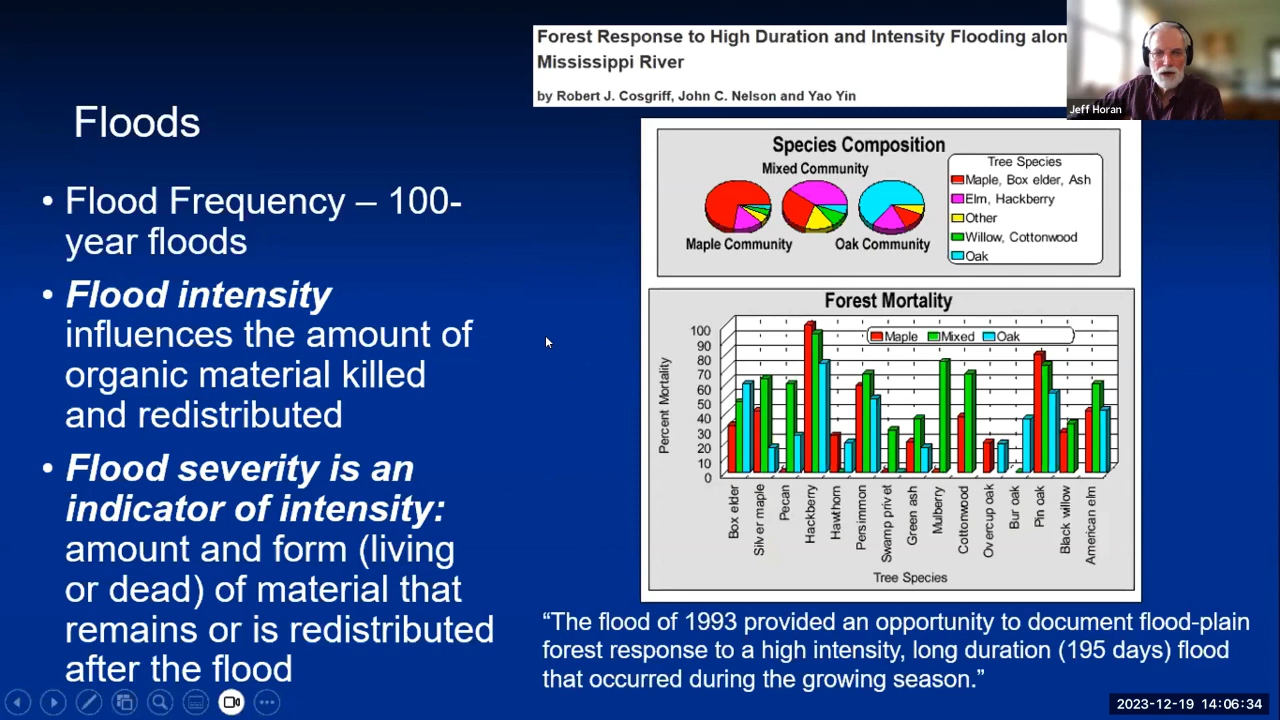 Forest Response to High Duration and Intensity Flooding alon
Mississippi River
by Robert J. Cosgriff, John C. Nelson and Yao Yin
Jeff Horan
Floods
• Flood Frequency – 100-
year floods
• Flood intensity
influences the amount of
organic material killed
and redistributed
• Flood severity is an
indicator of intensity:
amount and form (living
or dead) of material that
remains or is redistributed
after the flood
Species Composition
Mixed Community
Maple Community
Oak Community
Tree Species
Maple, Box elder, Ash
Elm, Hackberry
Other
Willow, Cottonwood
Oak
Forest Mortality
Maple Mixed Oak
Percent Mortality
100
90
80
70
60
50
40
30
20
10
0
Box elder
Silver maple
Pecan
Hackberry
Hawthorn
Persimmon
Swamp privet
Green ash
Mulberry
Cottonwood
Overcup oak
Bur oak
Pin oak
Black willow
American elm
Tree Species
“The flood of 1993 provided an opportunity to document flood-plain
forest response to a high intensity, long duration (195 days) flood
that occurred during the growing season.”
2023-12-19 14:06:34